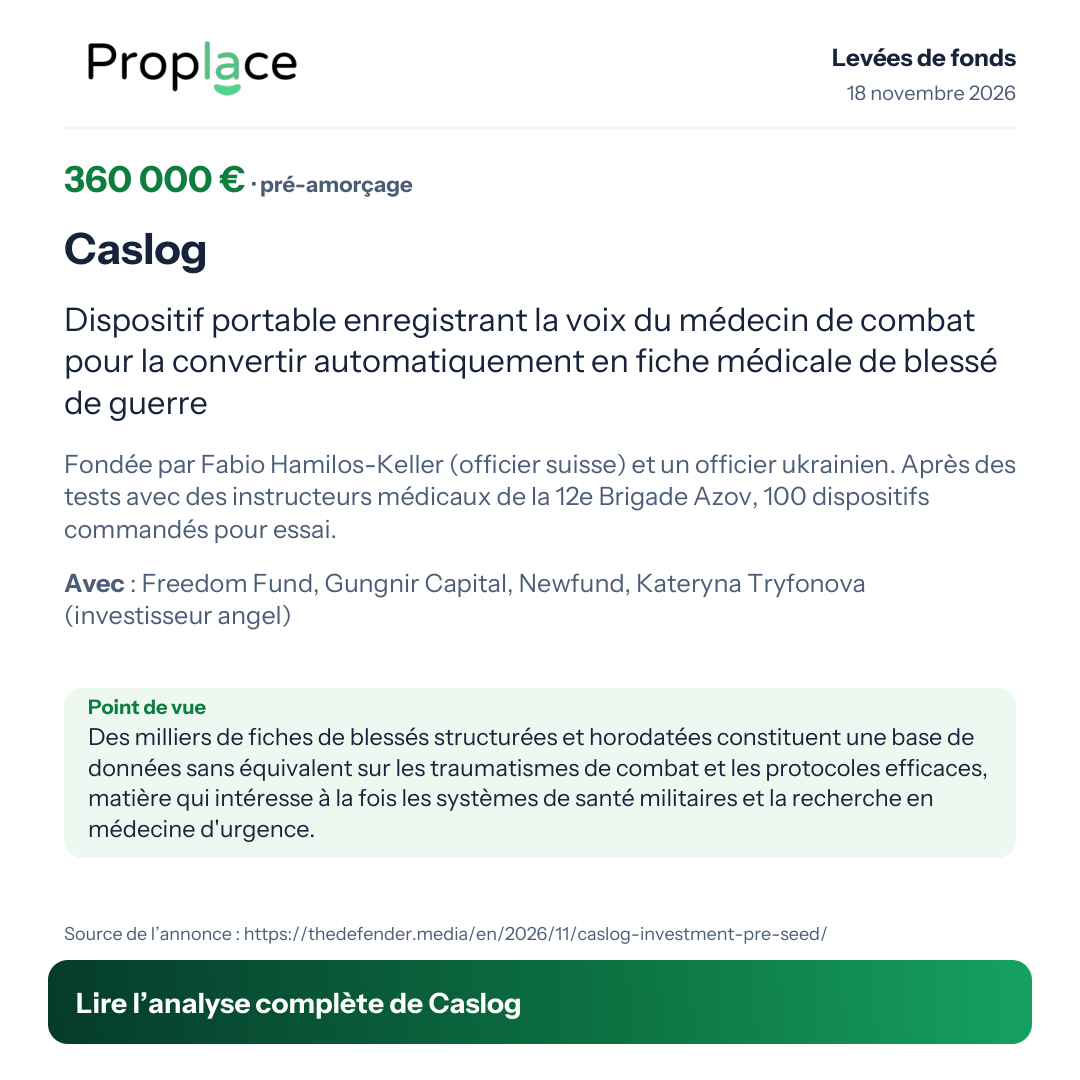 Proplace
Levées de fonds
18 novembre 2026
360 000 € · pré-amorçage
Caslog
Dispositif portable enregistrant la voix du médecin de combat
pour la convertir automatiquement en fiche médicale de blessé
de guerre
Fondée par Fabio Hamilos-Keller (officier suisse) et un officier ukrainien. Après des
tests avec des instructeurs médicaux de la 12e Brigade Azov, 100 dispositifs
commandés pour essai.
Avec : Freedom Fund, Gungnir Capital, Newfund, Kateryna Tryfonova
(investisseur angel)
Point de vue
Des milliers de fiches de blessés structurées et horodatées constituent une base de
données sans équivalent sur les traumatismes de combat et les protocoles efficaces,
matière qui intéresse à la fois les systèmes de santé militaires et la recherche en
médecine d'urgence.
Source de l’annonce : https://thedefender.media/en/2026/11/caslog-investment-pre-seed/
Lire l’analyse complète de Caslog